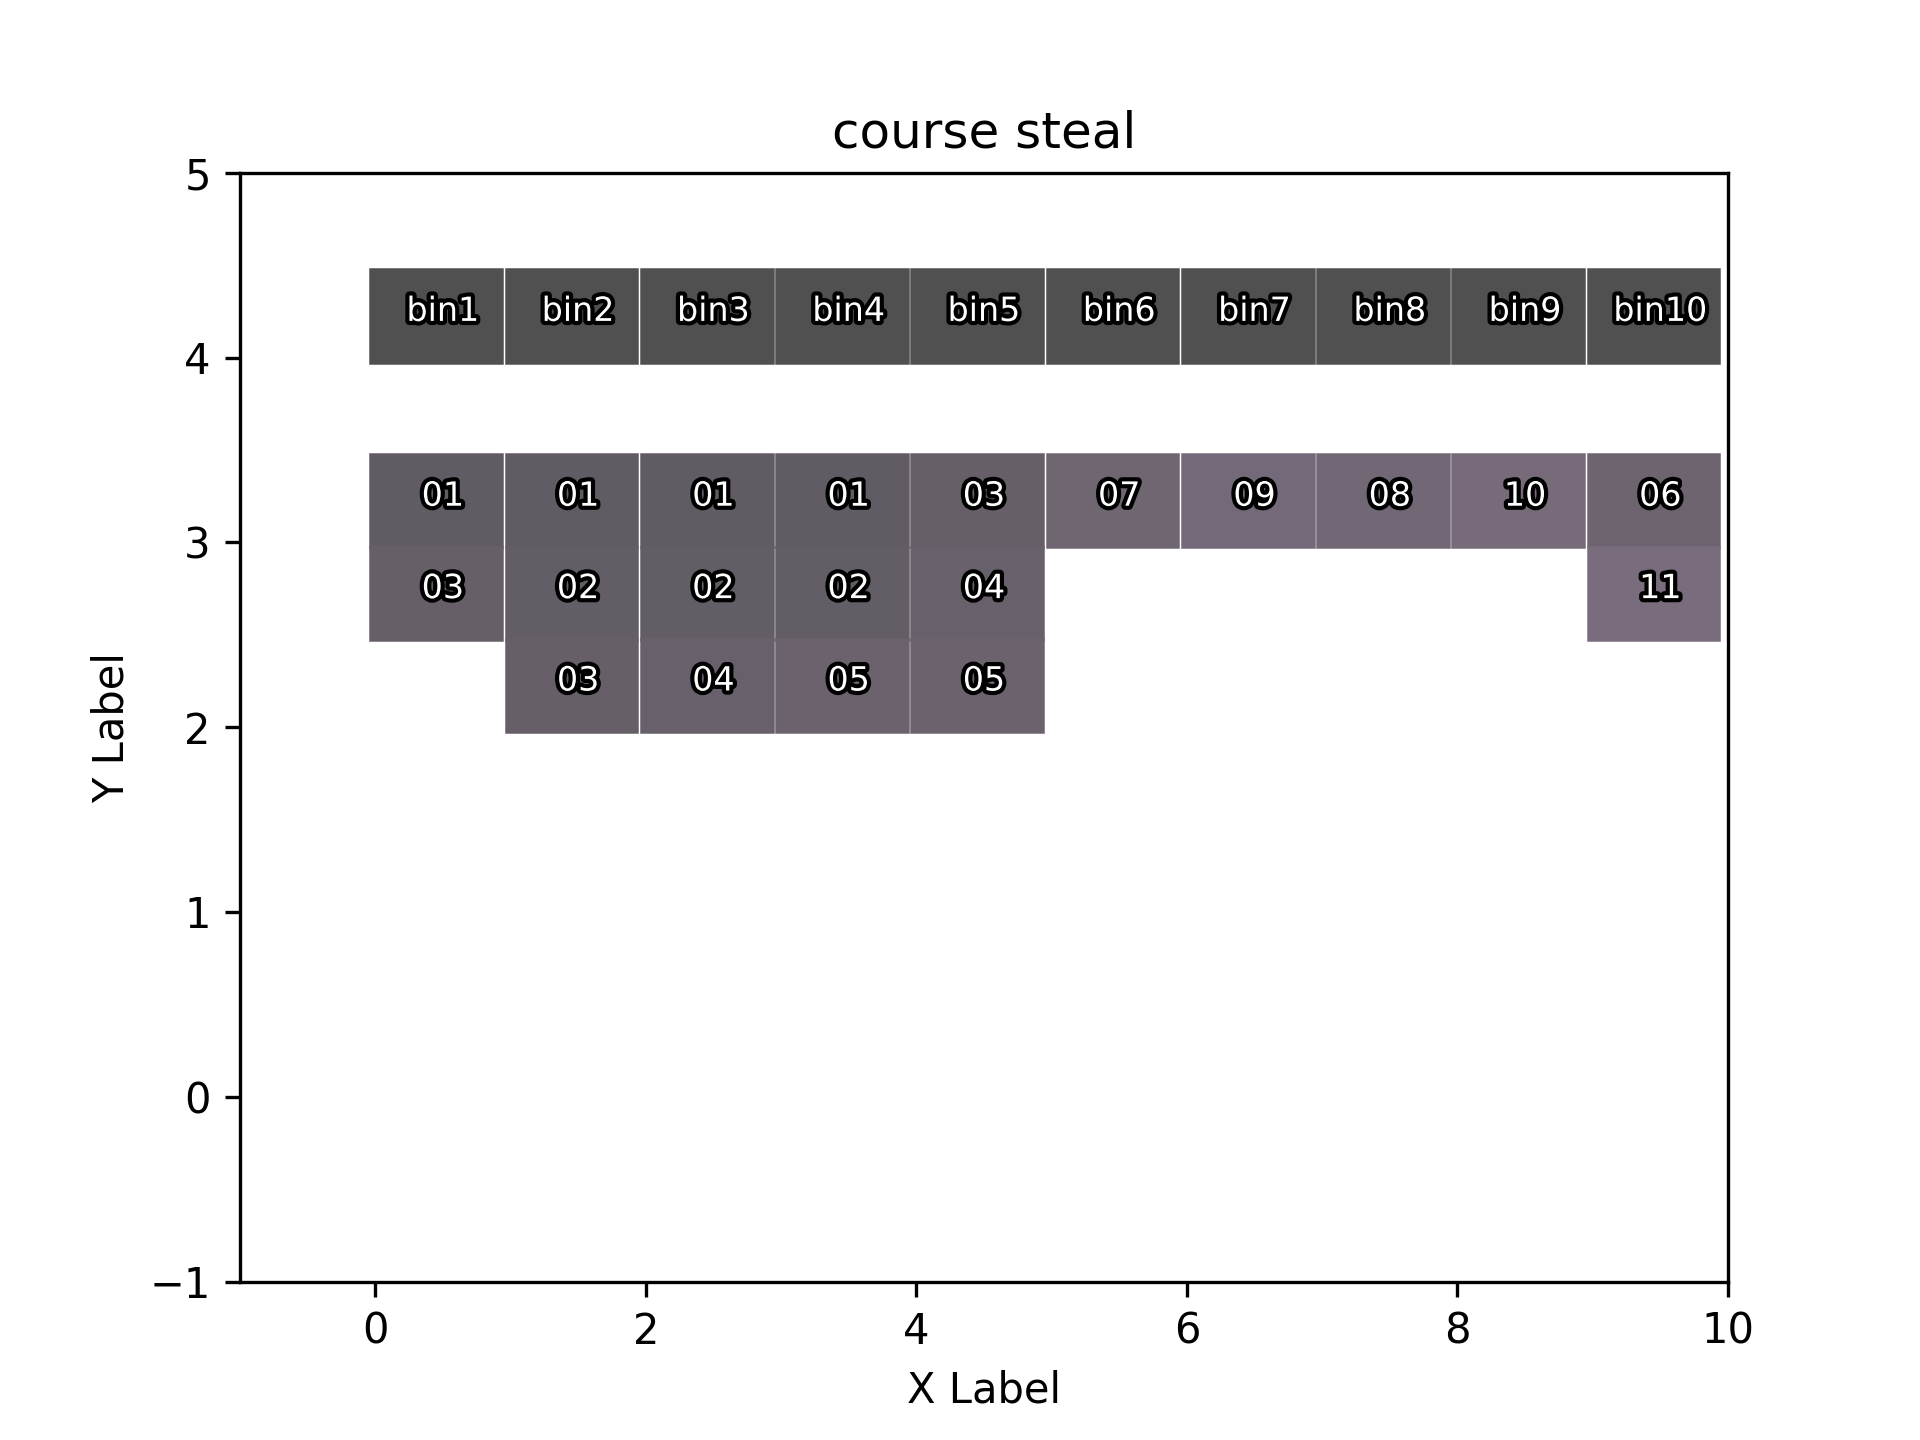 course steal
5
bin1 bin2 bin3 bin4 bin5 bin6 bin7 bin8 bin9 bin10
4
01 01 01 01 03 07 09 08 10 06
3
03 02 02 02 04 11
03 04 05 05
2
1
0
−1
Y Label
0 2 4 6 8 10
X Label